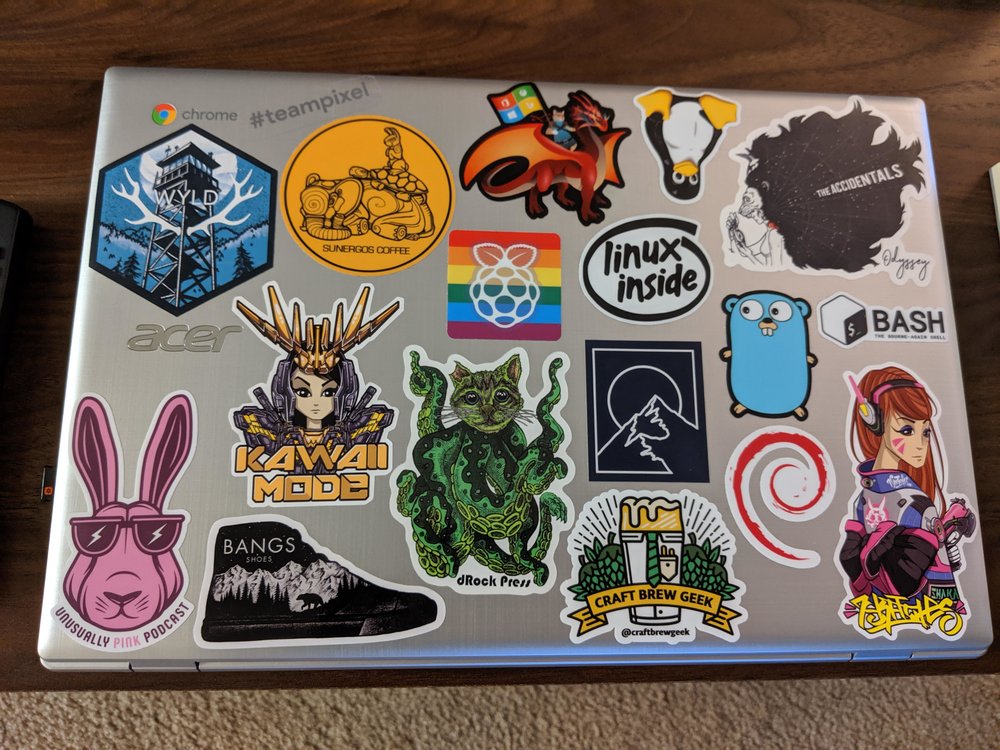 chrome
#teampixel
WYLD
SUNERGOS COFFEE
THE ACCIDENTALS
Odyssey
linux
inside
acer
$_
BASH
THE BOURNE-AGAIN SHELL
KAWAII
MODE
BANGS
SHOES
dRock Press
UNUSUALLY PINK PODCAST
CRAFT BREW GEEK
@craftbrewgeek